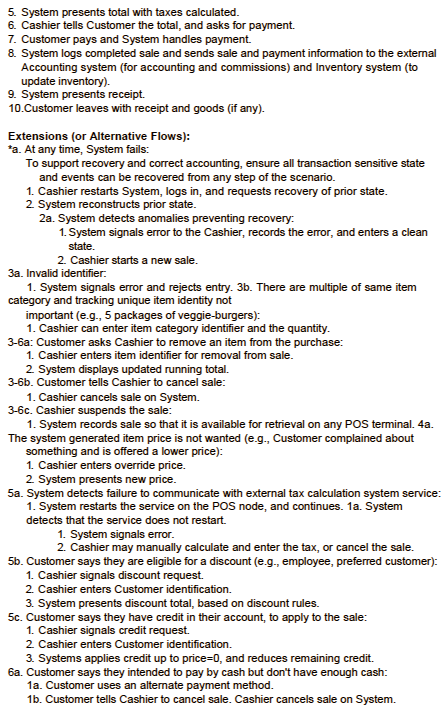 5. System presents total with taxes calculated.
6. Cashier tells Customer the total, and asks for payment.
7. Customer pays and System handles payment.
8. System logs completed sale and sends sale and payment information to the external
Accounting system (for accounting and commissions) and Inventory system (to
update inventory).
9. System presents receipt.
10.Customer leaves with receipt and goods (if any).
Extensions (or Alternative Flows):
*a. At any time, System fails:
To support recovery and correct accounting, ensure all transaction sensitive state
and events can be recovered from any step of the scenario.
1. Cashier restarts System, logs in, and requests recovery of prior state.
2. System reconstructs prior state.
2a. System detects anomalies preventing recovery:
1. System signals error to the Cashier, records the error, and enters a clean
state.
2. Cashier starts a new sale.
3a. Invalid identifier:
1. System signals error and rejects entry. 3b. There are multiple of same item
category and tracking unique item identity not
important (e.g., 5 packages of veggie-burgers):
1. Cashier can enter item category identifier and the quantity.
3-6a: Customer asks Cashier to remove an item from the purchase:
1. Cashier enters item identifier for removal from sale.
2. System displays updated running total.
3-6b. Customer tells Cashier to cancel sale:
1. Cashier cancels sale on System.
3-6c. Cashier suspends the sale:
1. System records sale so that it is available for retrieval on any POS terminal. 4a.
The system generated item price is not wanted (e.g., Customer complained about
something and is offered a lower price):
1. Cashier enters override price.
2. System presents new price.
5a. System detects failure to communicate with external tax calculation system service:
1. System restarts the service on the POS node, and continues. 1a. System
detects that the service does not restart.
1. System signals error.
2. Cashier may manually calculate and enter the tax, or cancel the sale.
5b. Customer says they are eligible for a discount (e.g., employee, preferred customer):
1. Cashier signals discount request.
2. Cashier enters Customer identification.
3. System presents discount total, based on discount rules.
5c. Customer says they have credit in their account, to apply to the sale:
1. Cashier signals credit request.
2. Cashier enters Customer identification.
3. Systems applies credit up to price=0, and reduces remaining credit.
6a. Customer says they intended to pay by cash but don't have enough cash:
1a. Customer uses an alternate payment method.
1b. Customer tells Cashier to cancel sale. Cashier cancels sale on System.